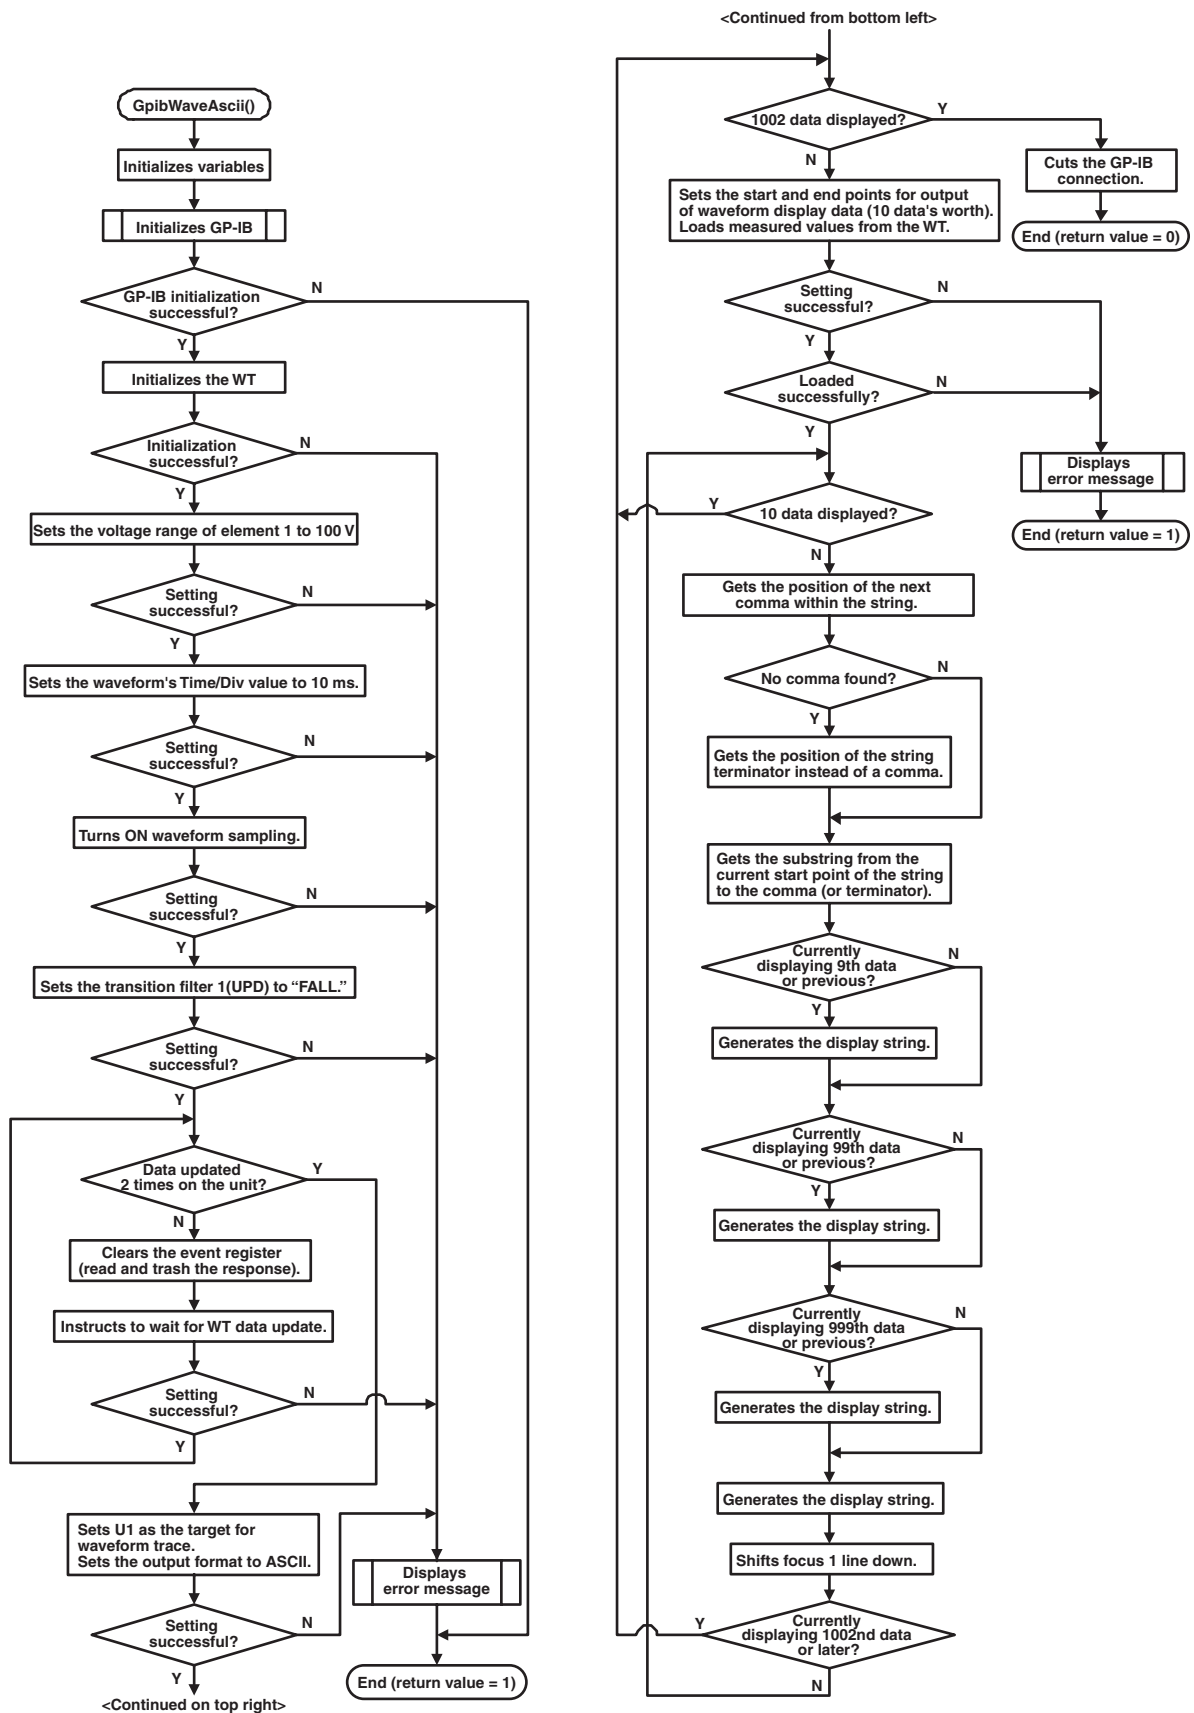 GpibWaveAscii()
Initializes variables
Initializes GP-IB
GP-IB initialization
successful?
N
Y
Initializes the WT
Initialization
successful?
N
Y
Sets the voltage range of element 1 to 100 V
Setting
successful?
N
Y
Sets the waveform's Time/Div value to 10 ms.
Setting
successful?
N
Y
Turns ON waveform sampling.
Setting
successful?
N
Y
Sets the transition filter 1(UPD) to “FALL.”
Setting
successful?
N
Y
Data updated
2 times on the unit?
Y
N
Clears the event register
(read and trash the response).
Instructs to wait for WT data update.
Setting
successful?
N
Y
Sets U1 as the target for
waveform trace.
Sets the output format to ASCII.
Setting
successful?
N
Y
<Continued on top right>
Displays
error message
End (return value = 1)
<Continued from bottom left>
1002 data displayed?
Y
N
Cuts the GP-IB
connection.
End (return value = 0)
Sets the start and end points for output
of waveform display data (10 data's worth).
Loads measured values from the WT.
Setting
successful?
N
Y
Loaded
successfully?
N
Y
Displays
error message
End (return value = 1)
10 data displayed?
Y
N
Gets the position of the next
comma within the string.
No comma found?
N
Y
Gets the position of the string
terminator instead of a comma.
Gets the substring from the
current start point of the string
to the comma (or terminator).
Currently
displaying 9th data
or previous?
N
Y
Generates the display string.
Currently
displaying 99th data
or previous?
N
Y
Generates the display string.
Currently
displaying 999th data
or previous?
N
Y
Generates the display string.
Generates the display string.
Shifts focus 1 line down.
Currently
displaying 1002nd data
or later?
Y
N